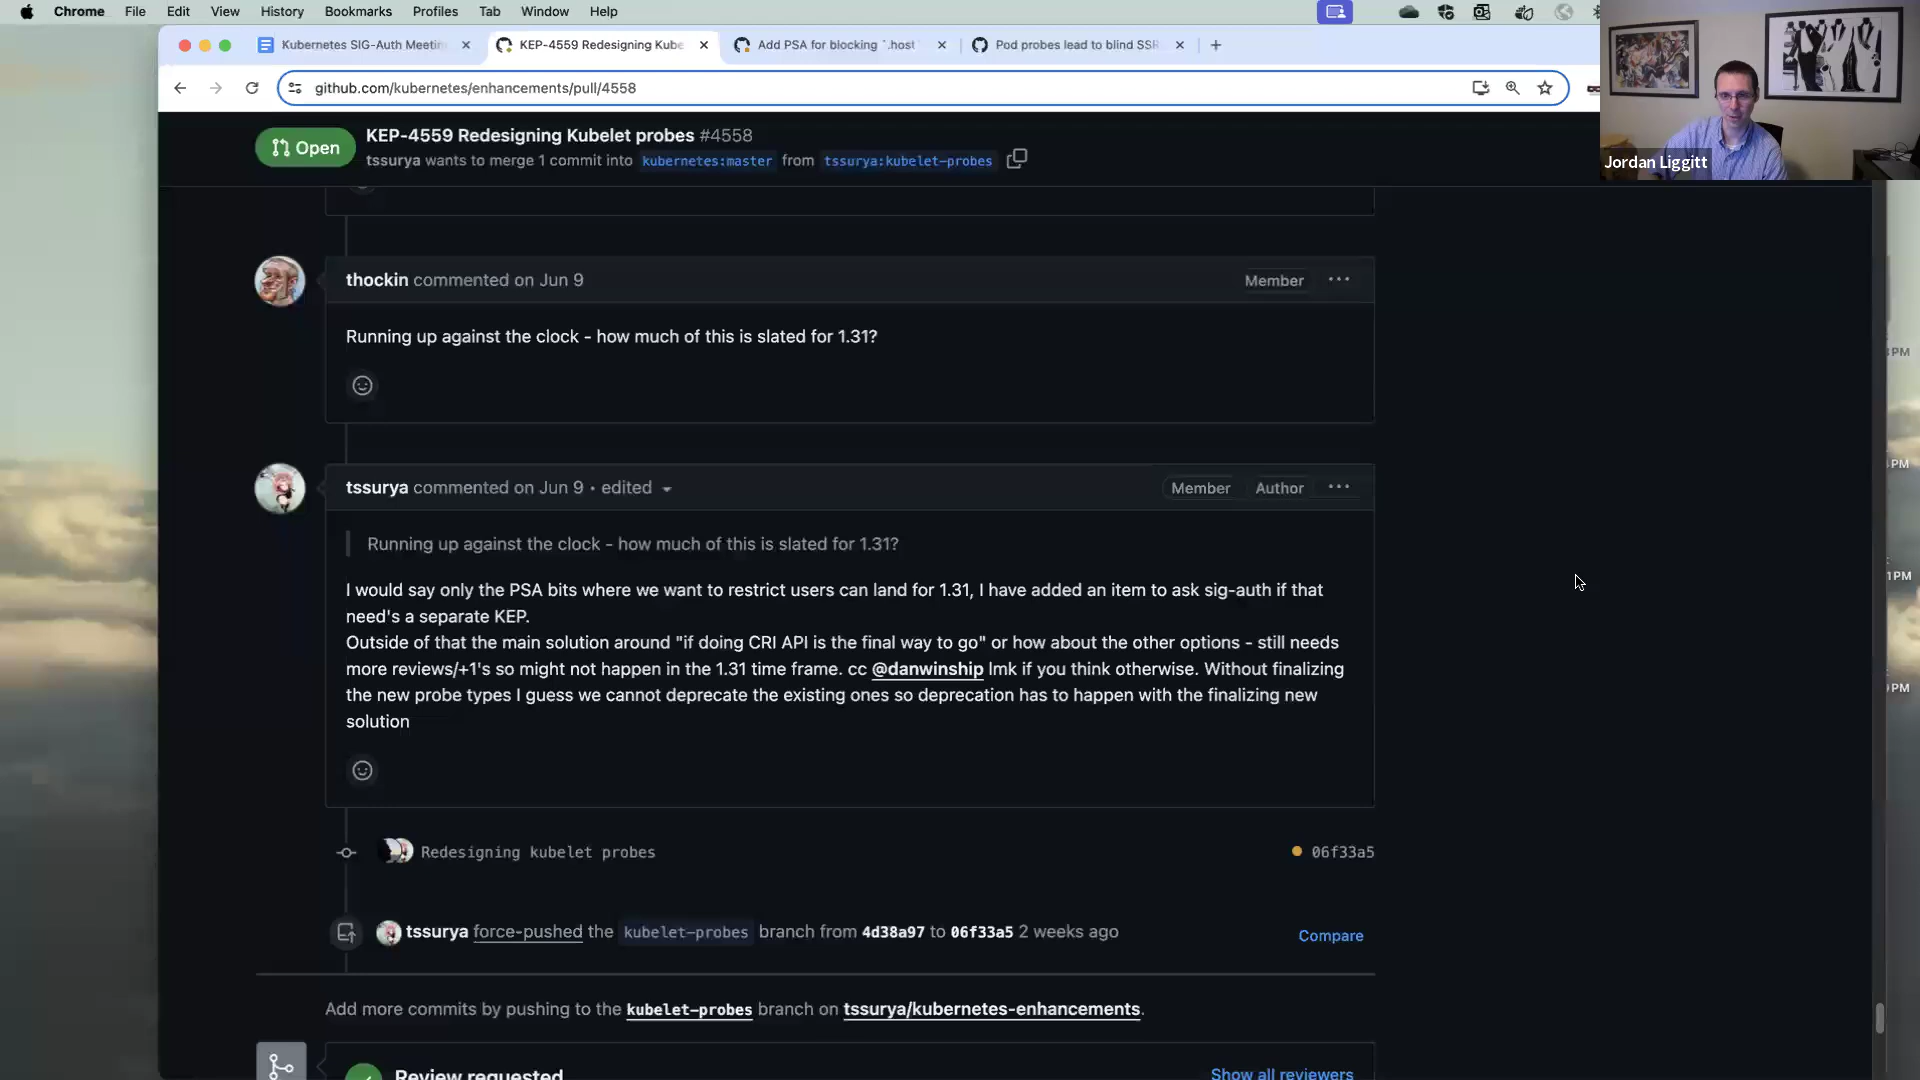 Chrome File Edit View History Bookmarks Profiles Tab Window Help
Kubernetes SIG-Auth Meetin
KEP-4559 Redesigning Kube
Add PSA for blocking `.host`
Pod probes lead to blind SSR
github.com/kubernetes/enhancements/pull/4558
Jordan Liggitt
Open
KEP-4559 Redesigning Kubelet probes #4558
tssurya wants to merge 1 commit into kubernetes:master from tssurya:kubelet-probes
thockin commented on Jun 9
Member
Running up against the clock - how much of this is slated for 1.31?
PM
tssurya commented on Jun 9 • edited
Member Author
PM
Running up against the clock - how much of this is slated for 1.31?
I would say only the PSA bits where we want to restrict users can land for 1.31, I have added an item to ask sig-auth if that
need's a separate KEP.
1PM
Outside of that the main solution around "if doing CRI API is the final way to go" or how about the other options - still needs
more reviews/+1's so might not happen in the 1.31 time frame. cc @danwinship lmk if you think otherwise. Without finalizing
the new probe types I guess we cannot deprecate the existing ones so deprecation has to happen with the finalizing new
solution
PM
Redesigning kubelet probes
06f33a5
tssurya force-pushed the kubelet-probes branch from 4d38a97 to 06f33a5 2 weeks ago
Compare
Add more commits by pushing to the kubelet-probes branch on tssurya/kubernetes-enhancements.
Review requested
Show all reviewers